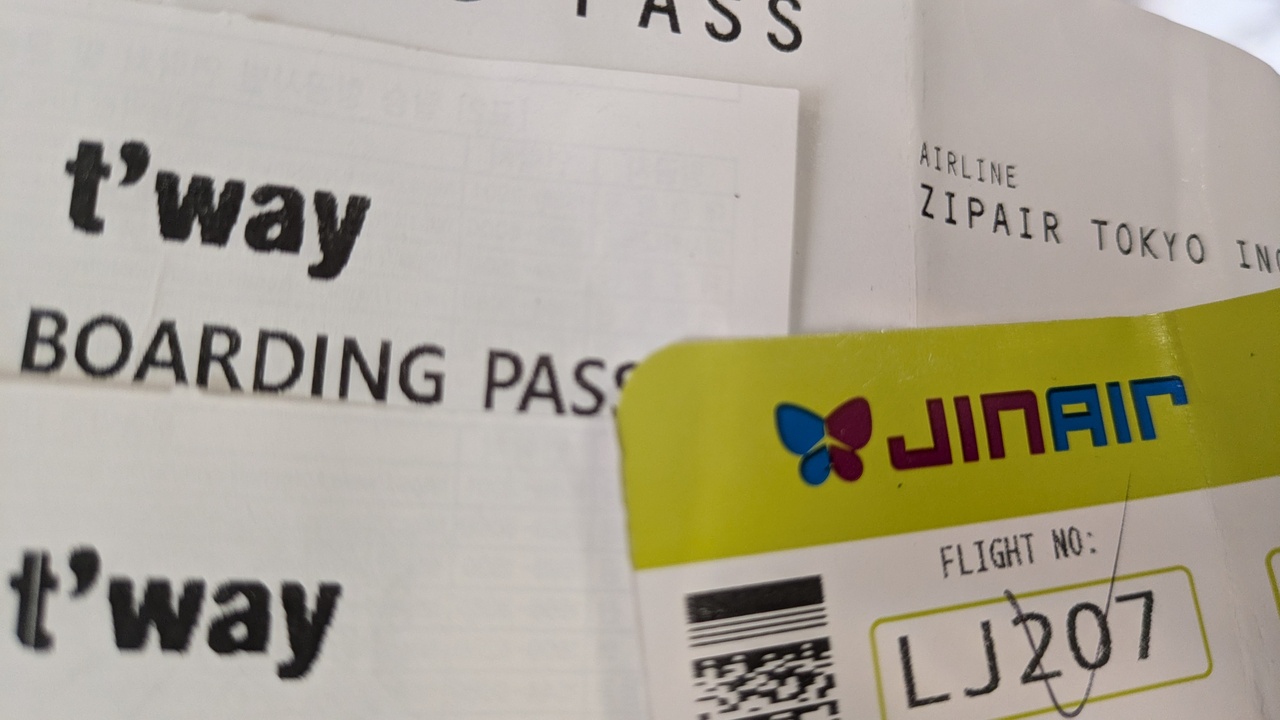 PASS
t'way
BOARDING PASS
t'way
AIRLINE
ZIPAIR TOKYO INC
JINAIR
FLIGHT NO:
LJ207